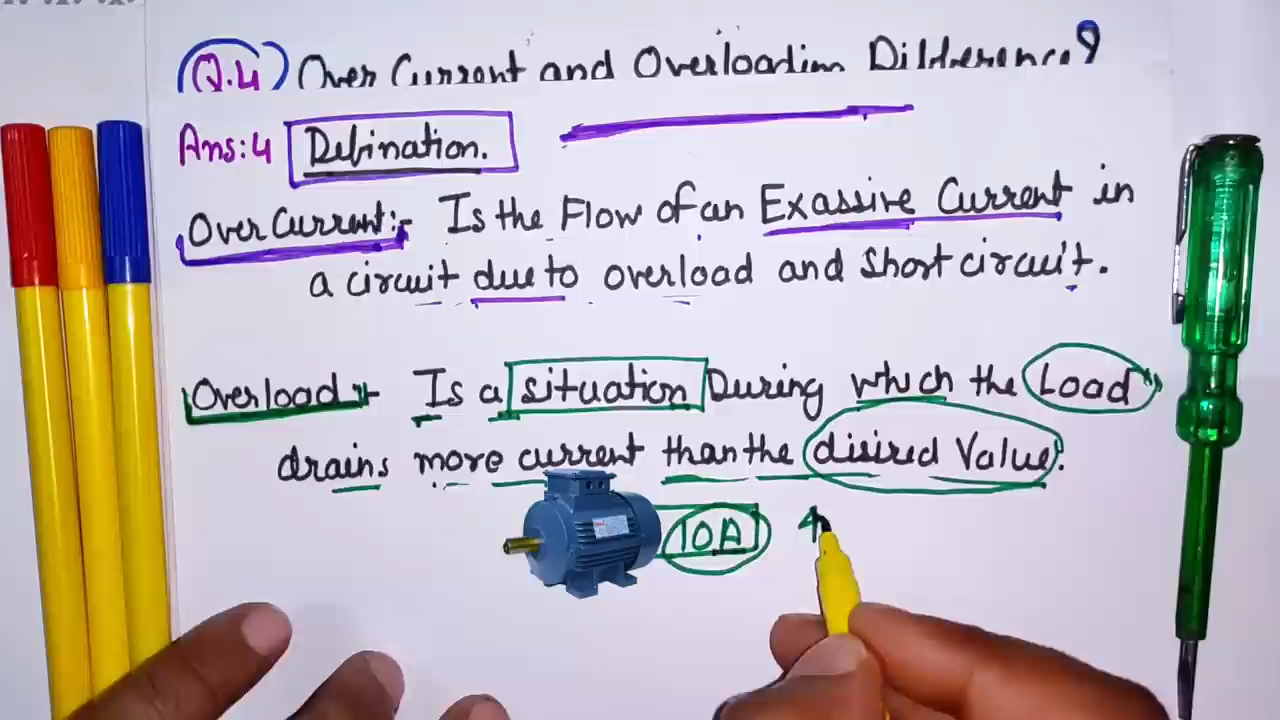 Q.4 Over Current and Overloading Difference?
Ans:4 Defination.
Over Current:- Is the Flow of an Exassive Current in
a circuit due to overload and Short circuit.
Overload:- Is a situation During which the Load
drains more current than the disired Value.
10A 4